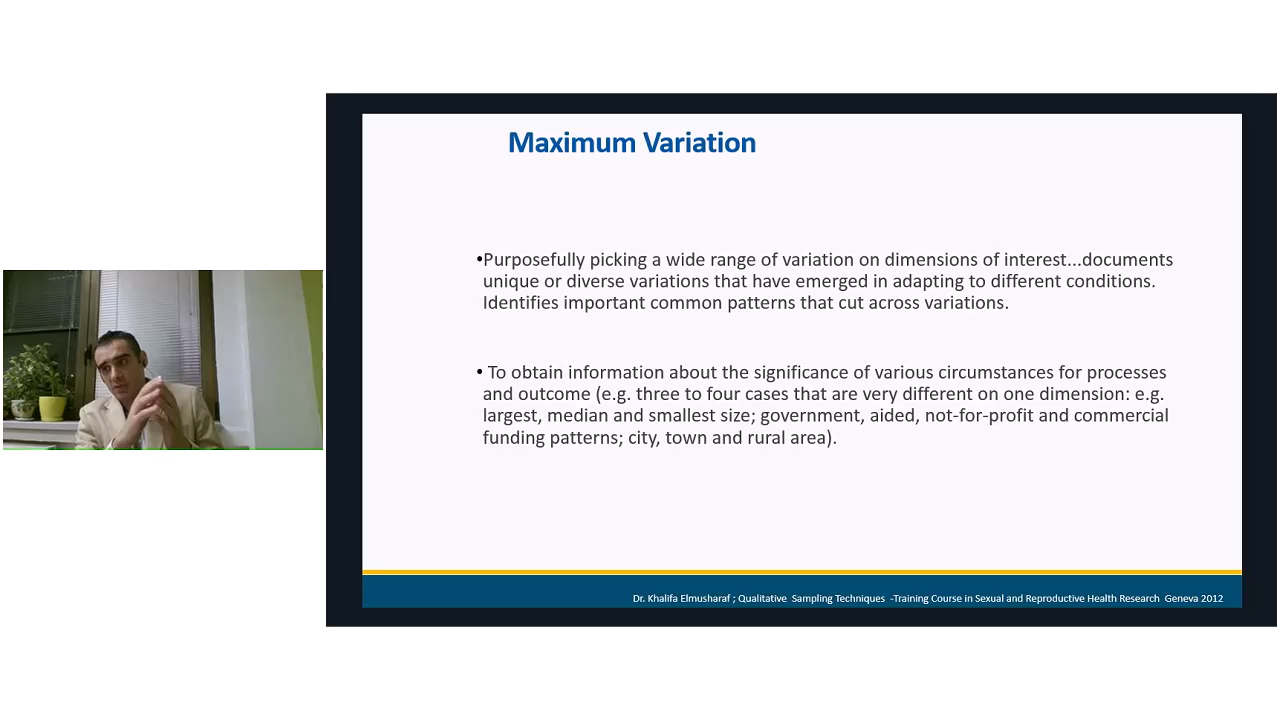 Maximum Variation
•Purposefully picking a wide range of variation on dimensions of interest...documents
unique or diverse variations that have emerged in adapting to different conditions.
Identifies important common patterns that cut across variations.
• To obtain information about the significance of various circumstances for processes
and outcome (e.g. three to four cases that are very different on one dimension: e.g.
largest, median and smallest size; government, aided, not-for-profit and commercial
funding patterns; city, town and rural area).
Dr. Khalifa Elmusharaf ; Qualitative Sampling Techniques -Training Course in Sexual and Reproductive Health Research Geneva 2012